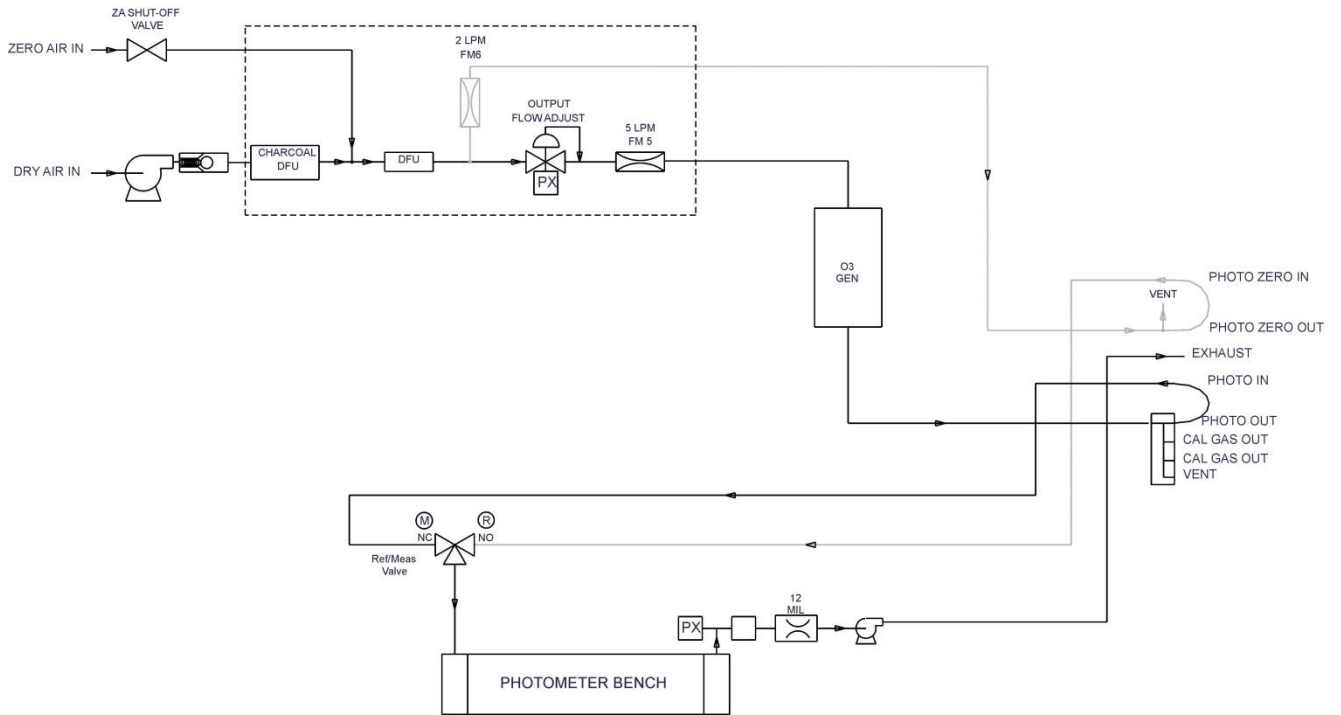 ZA SHUT-OFF
VALVE
ZERO AIR IN
2 LPM
FM6
OUTPUT
FLOW ADJUST
5 LPM
FM 5
CHARCOAL
DFU
DFU
DRY AIR IN
PX
O3
GEN
PHOTO ZERO IN
VENT
PHOTO ZERO OUT
EXHAUST
PHOTO IN
PHOTO OUT
CAL GAS OUT
CAL GAS OUT
VENT
M
R
NC
NO
Ref/Meas
Valve
12
MIL
PX
PHOTOMETER BENCH